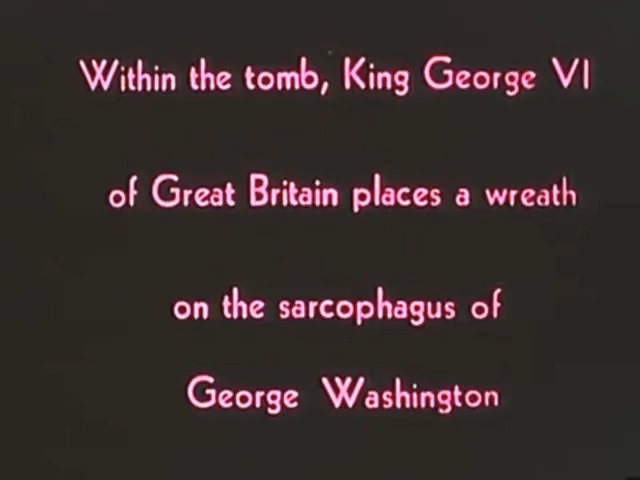 Within the tomb, King George VI
of Great Britain places a wreath
on the sarcophagus of
George Washington